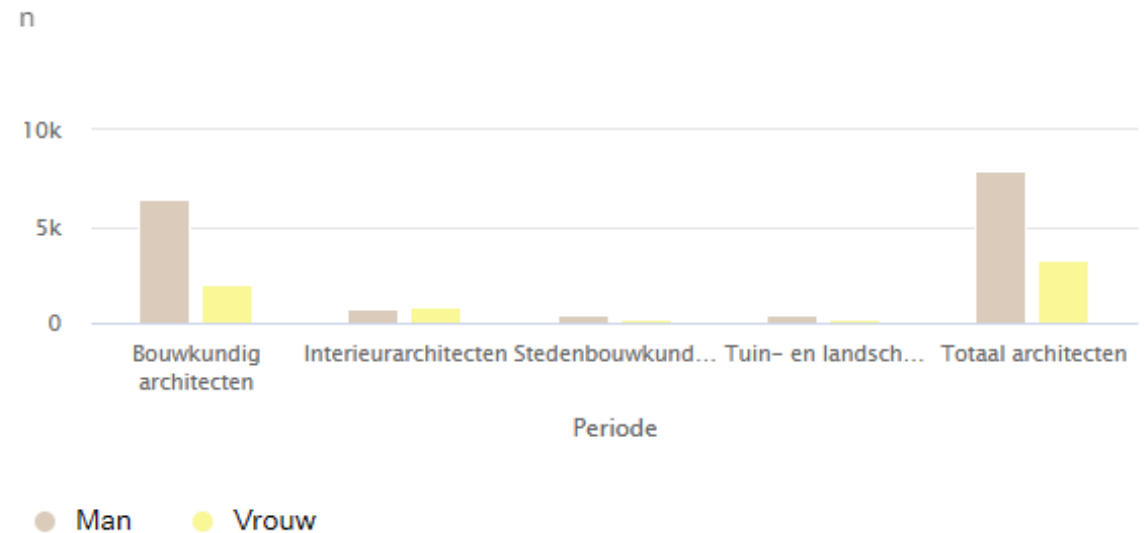 n
10k
5k
0
Bouwkundig
architecten
Interieurarchitecten
Stedenbouwkund...
Tuin- en landsch...
Totaal architecten
Periode
Man
Vrouw